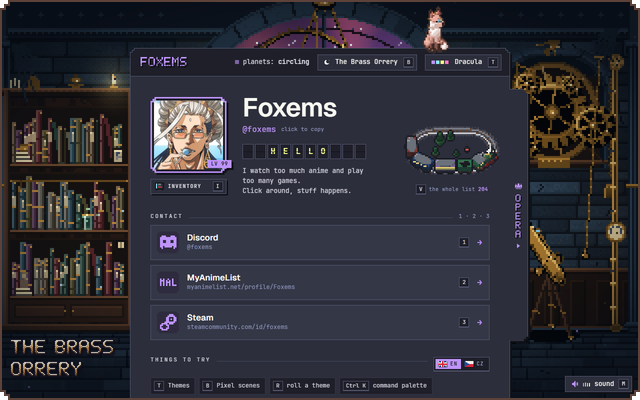 FOXEMS
planets: circling
The Brass Orrery B
Dracula T
Foxems
@foxems click to copy
HELLO
LV 99
INVENTORY I
I watch too much anime and play
too many games.
Click around, stuff happens.
V the whole list 204
OPERA
CONTACT 1 · 2 · 3
Discord
@foxems
1
MAL
MyAnimeList
myanimelist.net/profile/Foxems
2
Steam
steamcommunity.com/id/foxems
3
THINGS TO TRY
EN CZ
T Themes B Pixel scenes R roll a theme Ctrl K command palette
THE BRASS
ORRERY
sound M